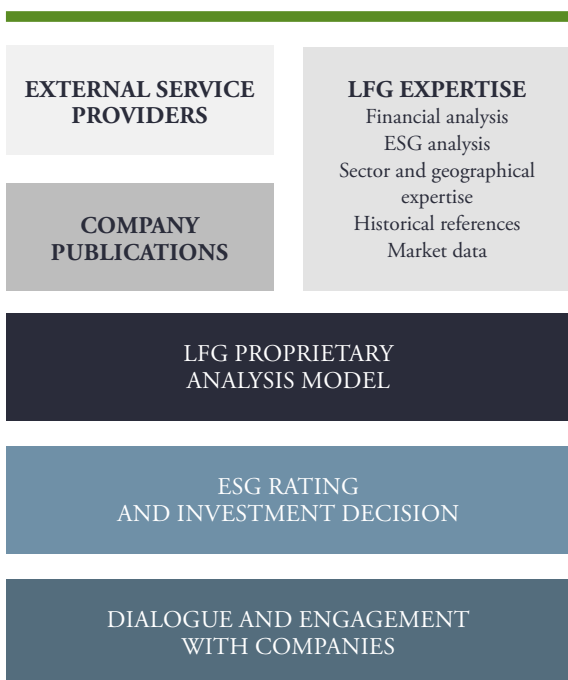 EXTERNAL SERVICE
PROVIDERS
COMPANY
PUBLICATIONS
LFG EXPERTISE
Financial analysis
ESG analysis
Sector and geographical
expertise
Historical references
Market data
LFG PROPRIETARY
ANALYSIS MODEL
ESG RATING
AND INVESTMENT DECISION
DIALOGUE AND ENGAGEMENT
WITH COMPANIES